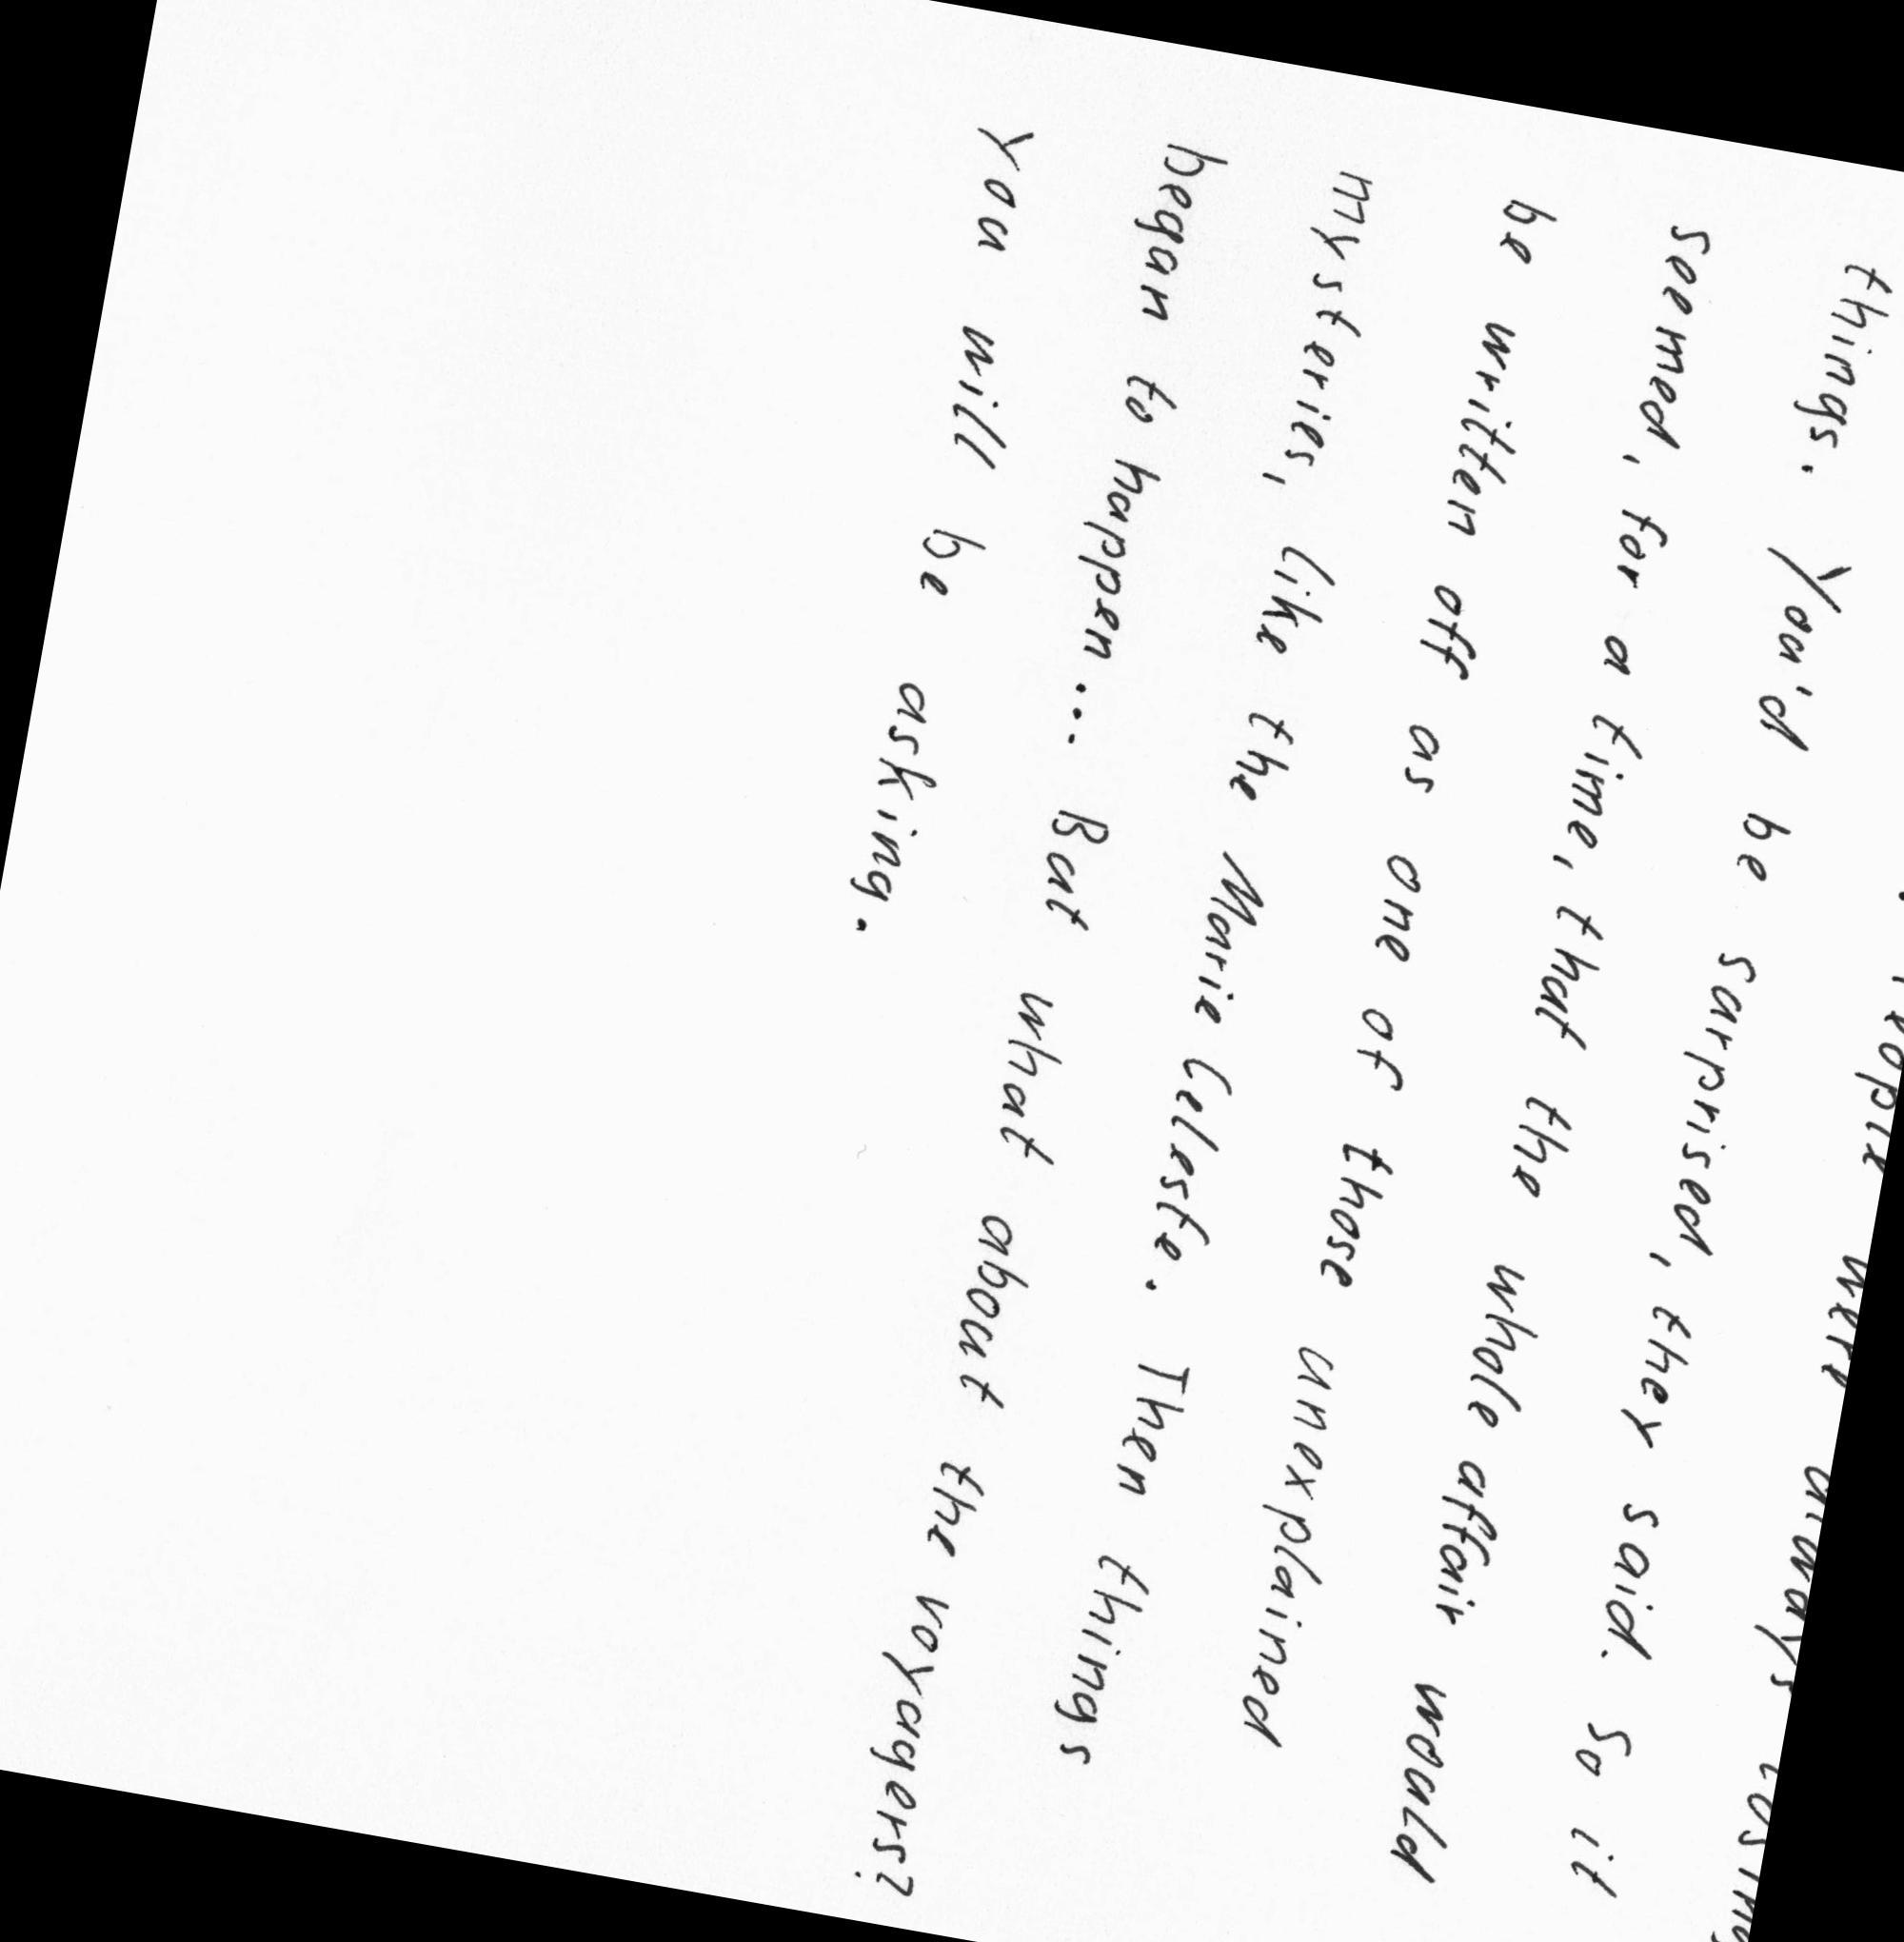 People were always
things. You'd be surprised, they said. So it
seemed, for a time, that the whole affair would
be written off as one of those unexplained
mysteries, like the Marie Celeste. Then things
began to happen... But what about the voyagers?
You will be asking.